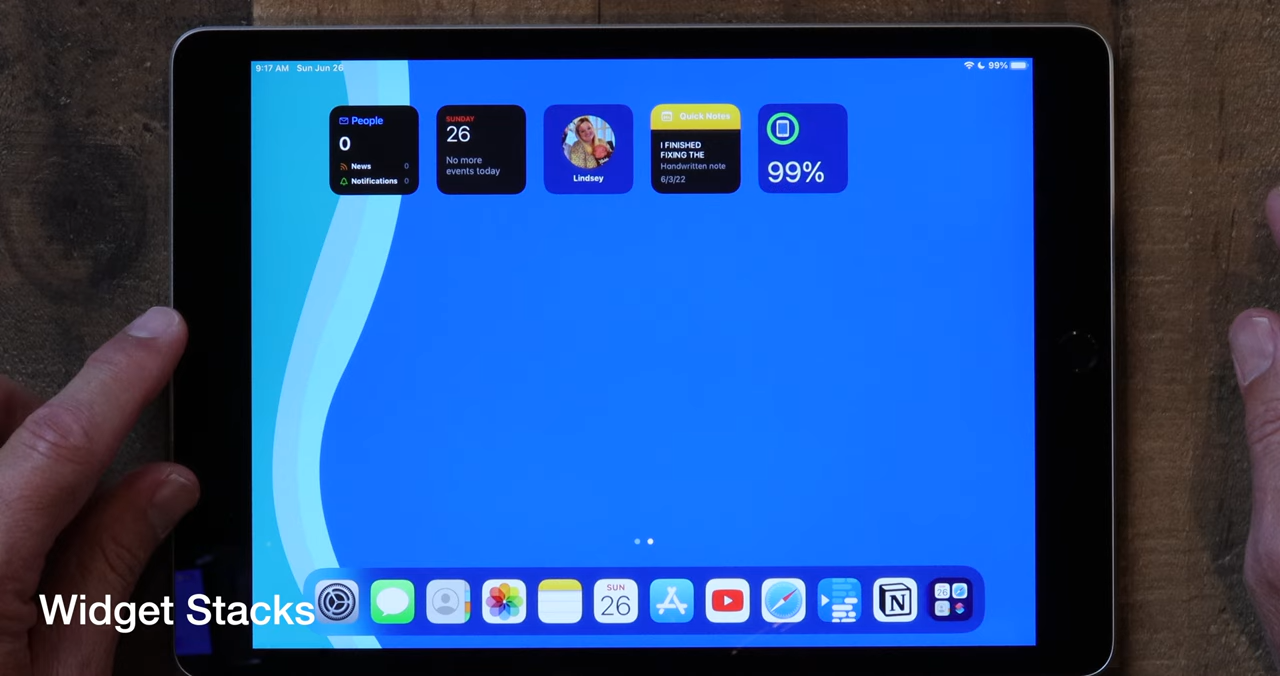 9:17 AM Sun Jun 26
99%
People
0
News 0
Notifications 0
SUNDAY
26
No more
events today
Lindsey
Quick Notes
I FINISHED
FIXING THE
Handwritten note
6/3/22
99%
SUN
26
N
26
Widget Stacks